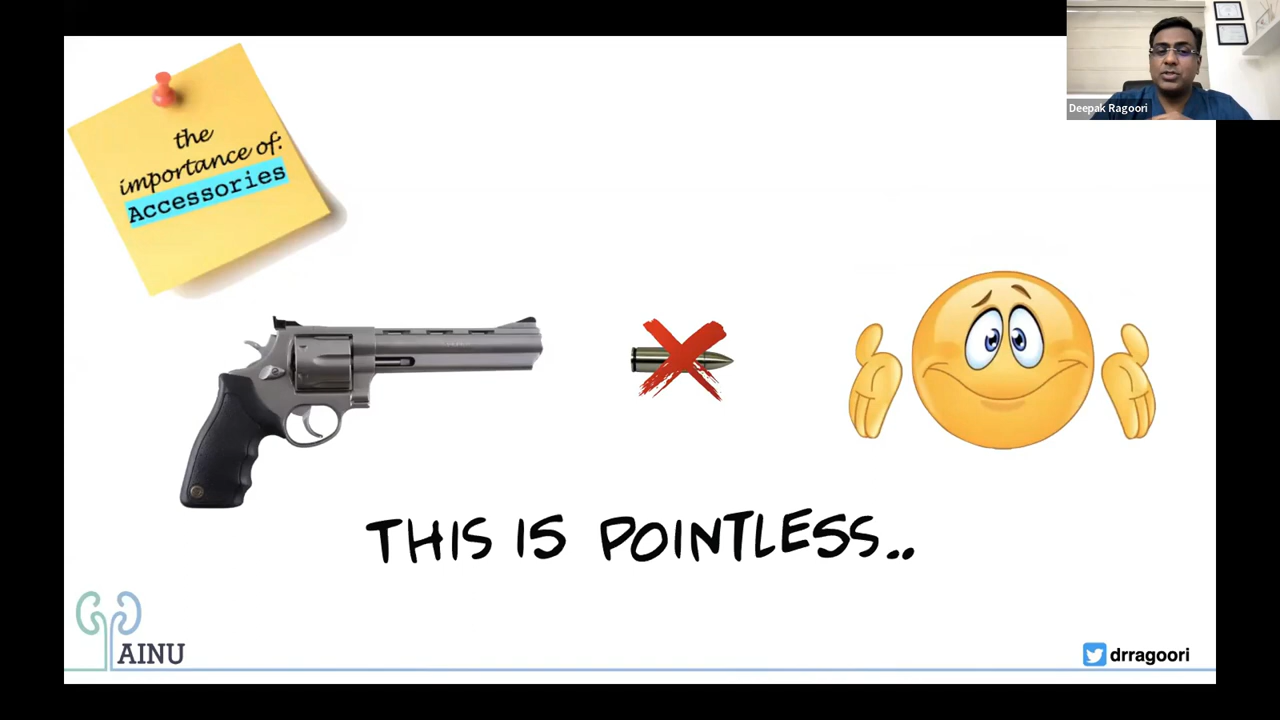 the
importance of:
Accessories
Deepak Ragoori
THIS IS POINTLESS..
AINU
drragoori